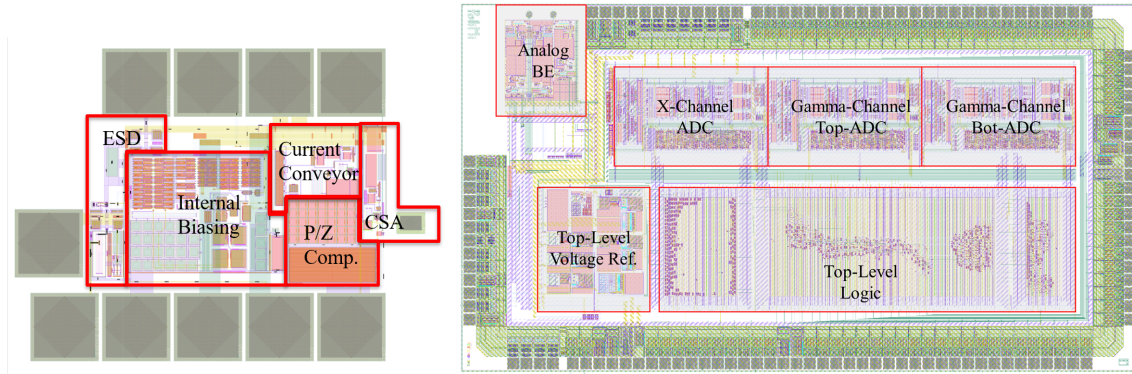 ESD
Current
Conveyor
Internal
Biasing
CSA
P/Z
Comp.
Analog
BE
X-Channel
ADC
Gamma-Channel
Top-ADC
Gamma-Channel
Bot-ADC
Top-Level
Voltage Ref.
Top-Level
Logic